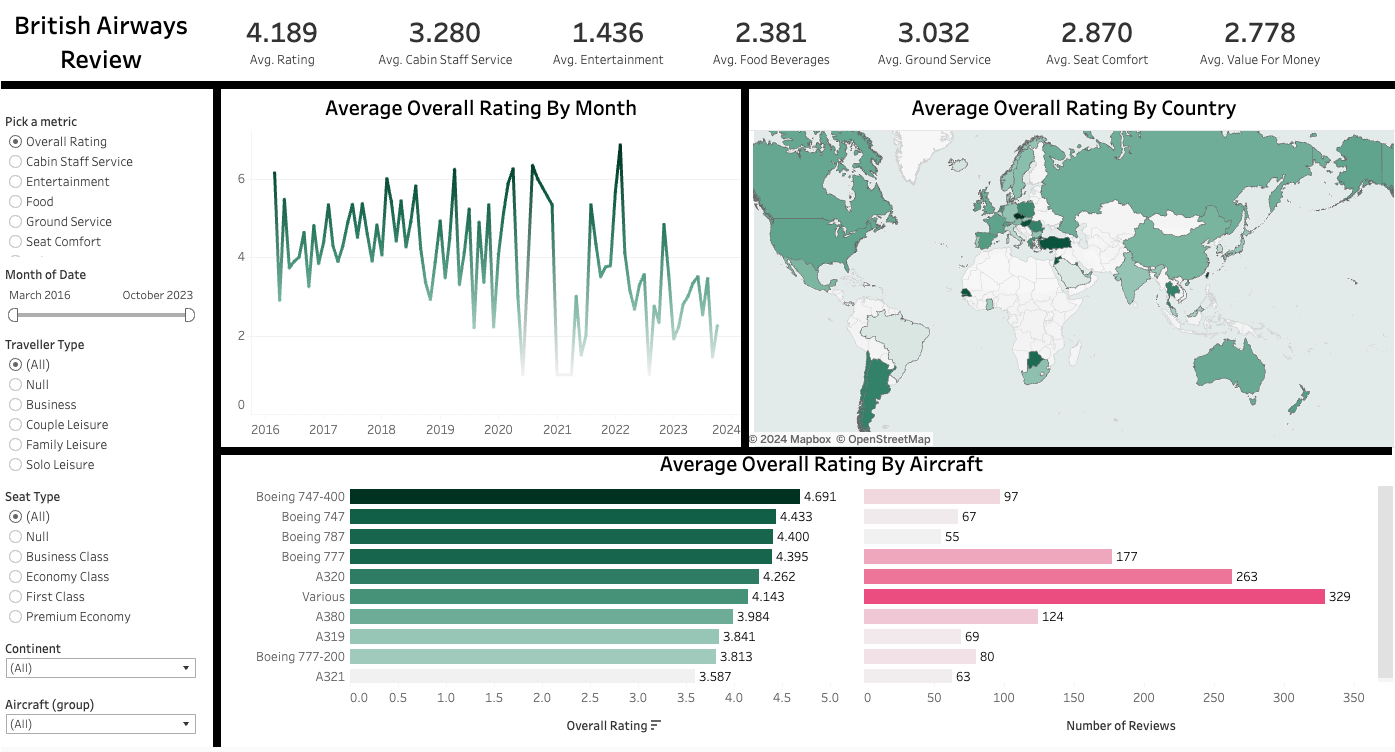 British Airways
Review
4.189
Avg. Rating
3.280
Avg. Cabin Staff Service
1.436
Avg. Entertainment
2.381
Avg. Food Beverages
3.032
Avg. Ground Service
2.870
Avg. Seat Comfort
2.778
Avg. Value For Money
Pick a metric
Overall Rating
Cabin Staff Service
Entertainment
Food
Ground Service
Seat Comfort
Month of Date
March 2016 October 2023
Traveller Type
(All)
Null
Business
Couple Leisure
Family Leisure
Solo Leisure
Seat Type
(All)
Null
Business Class
Economy Class
First Class
Premium Economy
Continent
(All)
Aircraft (group)
(All)
Average Overall Rating By Month
6
4
2
0
2016 2017 2018 2019 2020 2021 2022 2023 2024
Average Overall Rating By Country
© 2024 Mapbox © OpenStreetMap
Average Overall Rating By Aircraft
Boeing 747-400 4.691 97
Boeing 747 4.433 67
Boeing 787 4.400 55
Boeing 777 4.395 177
A320 4.262 263
Various 4.143 329
A380 3.984 124
A319 3.841 69
Boeing 777-200 3.813 80
A321 3.587 63
0.0 0.5 1.0 1.5 2.0 2.5 3.0 3.5 4.0 4.5 5.0
0 50 100 150 200 250 300 350
Overall Rating
Number of Reviews